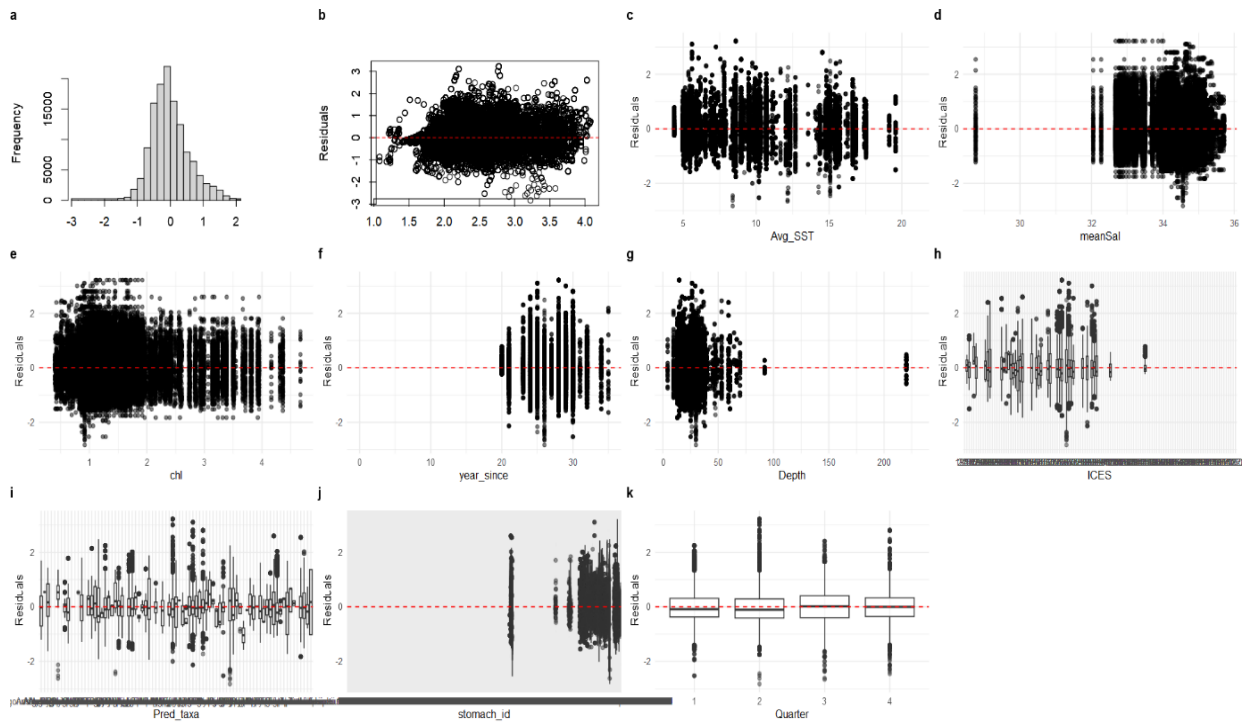 a
b
c
d
Frequency
0 5000 15000
-3 -2 -1 0 1 2
Residuals
-3 -2 -1 0 1 2 3
1.0 1.5 2.0 2.5 3.0 3.5 4.0
Residuals
2
0
-2
5 10 15 20
Avg_SST
Residuals
2
0
-2
30 32 34 36
meanSal
e
f
g
h
Residuals
2
0
-2
1 2 3 4
chl
Residuals
2
0
-2
0 10 20 30
year_since
Residuals
2
0
-2
0 50 100 150 200
Depth
Residuals
2
0
-2
ICES
i
j
k
Residuals
2
0
-2
Pred_taxa
Residuals
2
0
-2
stomach_id
Residuals
2
0
-2
1 2 3 4
Quarter